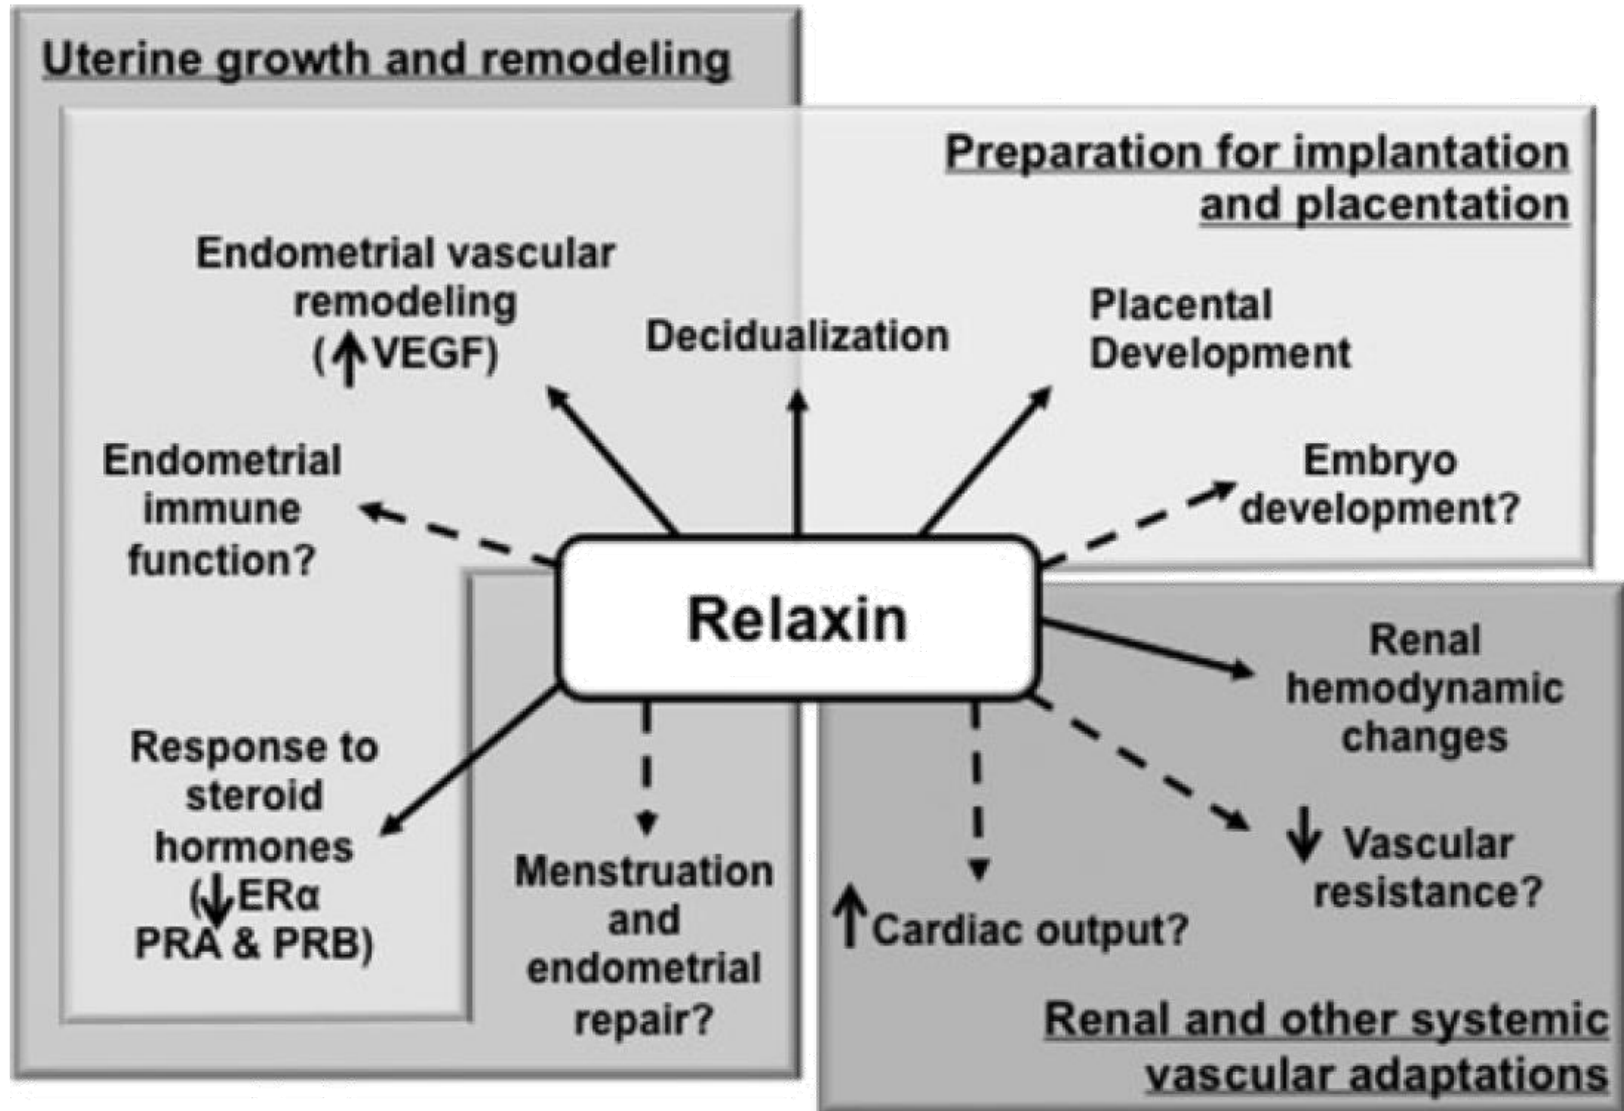 Uterine growth and remodeling
Preparation for implantation
and placentation
Endometrial vascular
remodeling
(↑VEGF)
Decidualization
Placental
Development
Endometrial
immune
function?
Embryo
development?
Relaxin
Renal
hemodynamic
changes
Response to
steroid
hormones
(↓ERα
PRA & PRB)
Menstruation
and
endometrial
repair?
↑Cardiac output?
↓ Vascular
resistance?
Renal and other systemic
vascular adaptations